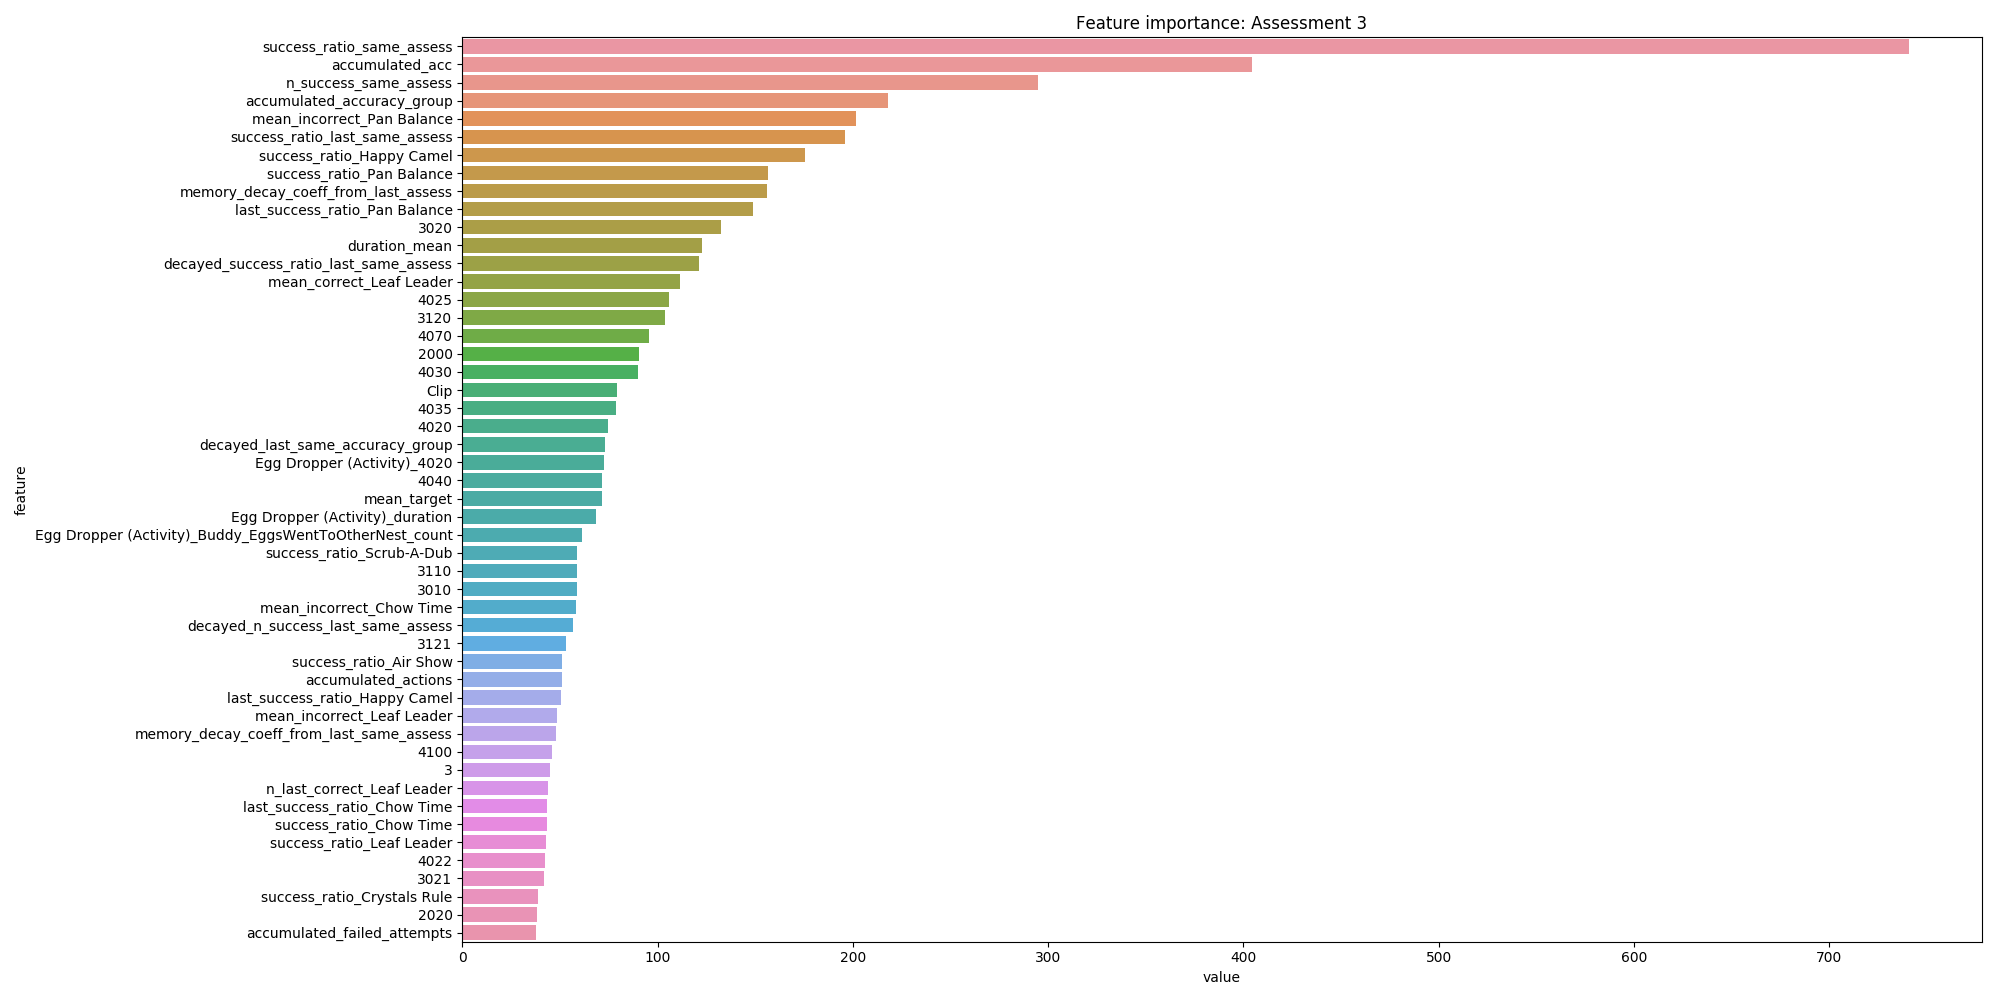 Feature importance: Assessment 3
success_ratio_same_assess
accumulated_acc
n_success_same_assess
accumulated_accuracy_group
mean_incorrect_Pan Balance
success_ratio_last_same_assess
success_ratio_Happy Camel
success_ratio_Pan Balance
memory_decay_coeff_from_last_assess
last_success_ratio_Pan Balance
3020
duration_mean
decayed_success_ratio_last_same_assess
mean_correct_Leaf Leader
4025
3120
4070
2000
4030
Clip
4035
4020
decayed_last_same_accuracy_group
Egg Dropper (Activity)_4020
4040
mean_target
Egg Dropper (Activity)_duration
Egg Dropper (Activity)_Buddy_EggsWentToOtherNest_count
success_ratio_Scrub-A-Dub
3110
3010
mean_incorrect_Chow Time
decayed_n_success_last_same_assess
3121
success_ratio_Air Show
accumulated_actions
last_success_ratio_Happy Camel
mean_incorrect_Leaf Leader
memory_decay_coeff_from_last_same_assess
4100
3
n_last_correct_Leaf Leader
last_success_ratio_Chow Time
success_ratio_Chow Time
success_ratio_Leaf Leader
4022
3021
success_ratio_Crystals Rule
2020
accumulated_failed_attempts
feature
0 100 200 300 400 500 600 700
value